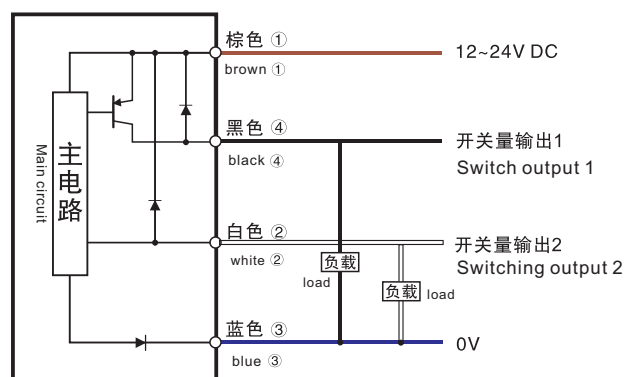 棕色 ①
brown ①
12~24V DC
主电路
Main circuit
黑色 ④
black ④
开关量输出1
Switch output 1
白色 ②
white ②
开关量输出2
Switching output 2
负载
load
负载
load
蓝色 ③
blue ③
0V